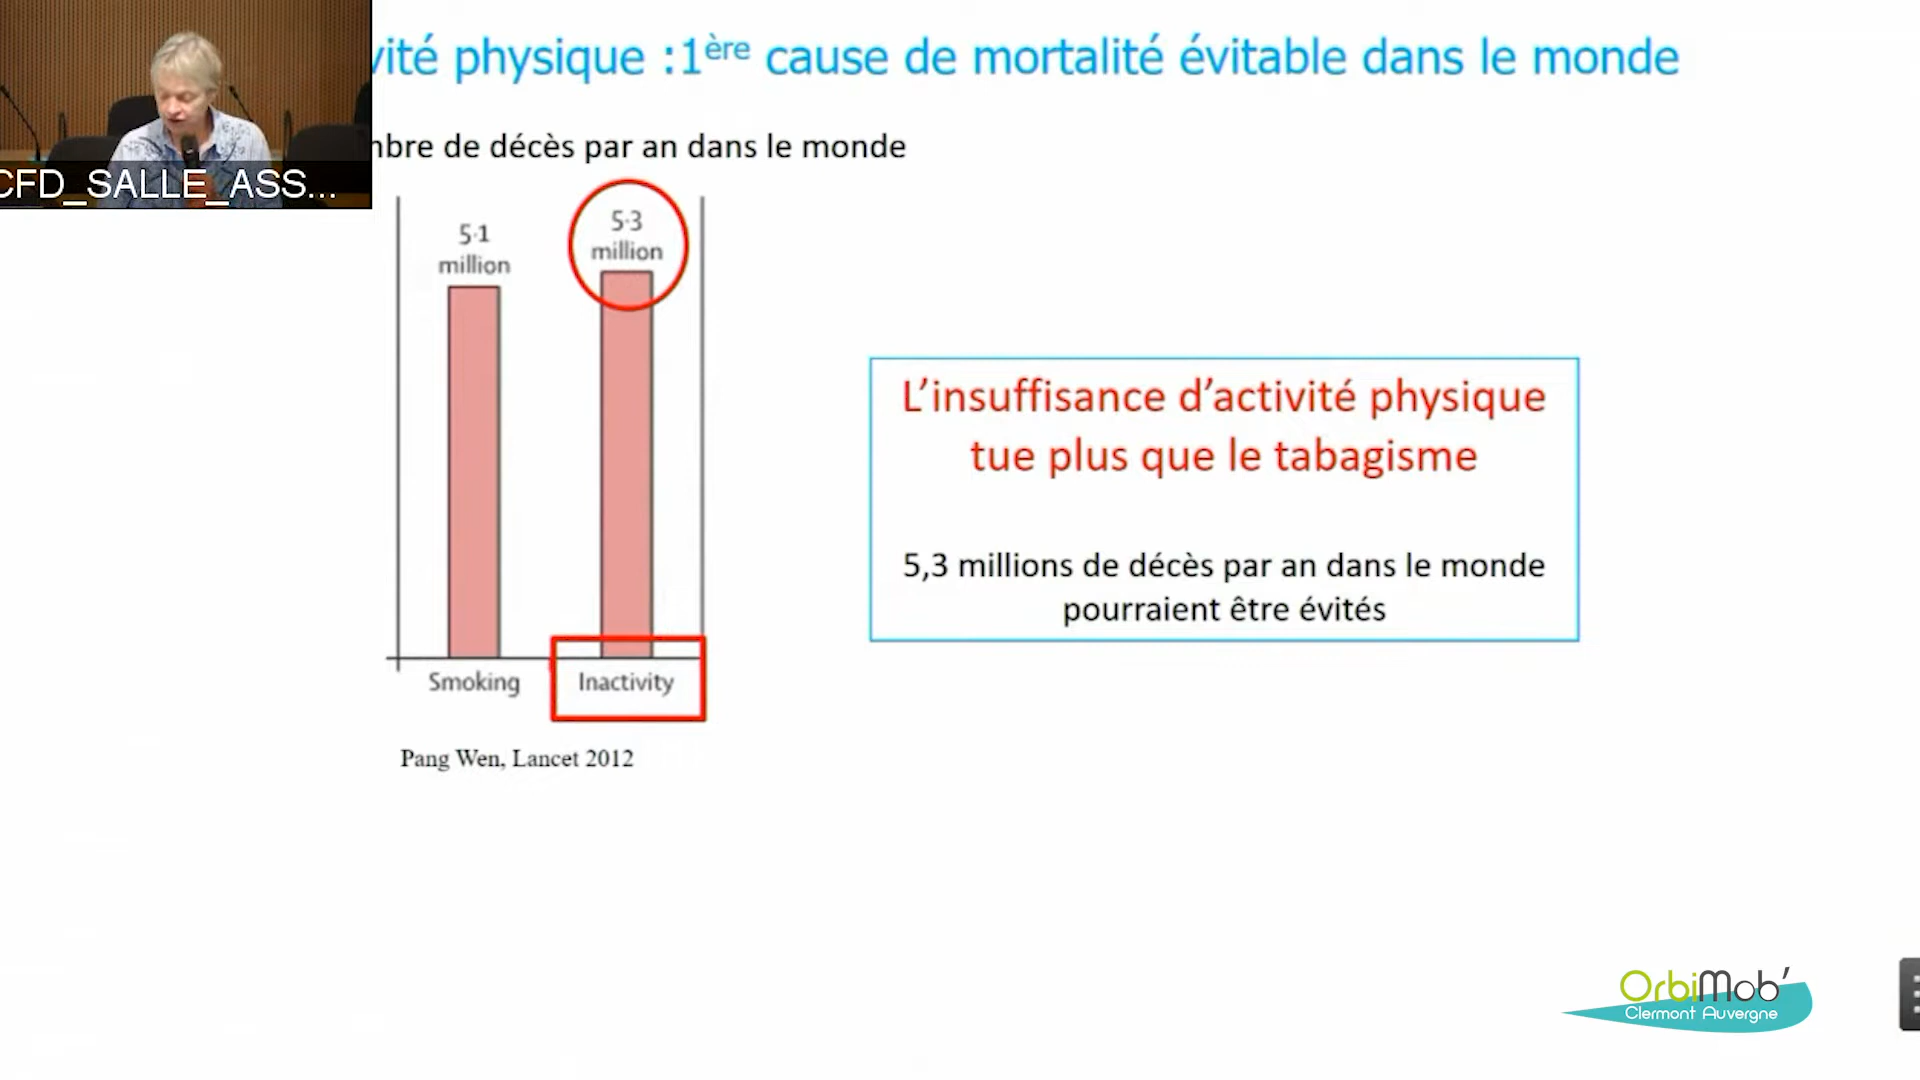 vité physique :1ère cause de mortalité évitable dans le monde
mbre de décès par an dans le monde
CFD_SALLE_ASS...
5·1
million
5·3
million
Smoking
Inactivity
Pang Wen, Lancet 2012
L’insuffisance d’activité physique
tue plus que le tabagisme
5,3 millions de décès par an dans le monde
pourraient être évités
OrbiMob’
Clermont Auvergne